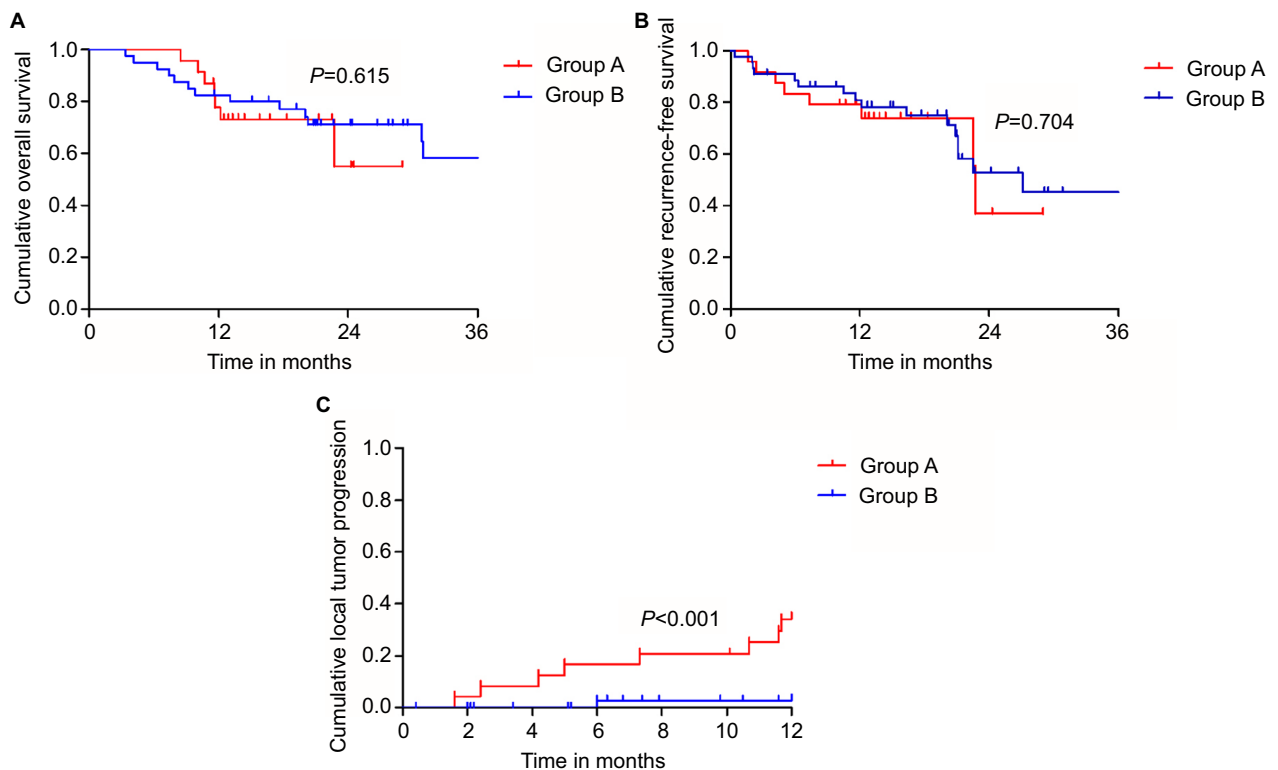 A
Cumulative overall survival
1.0
0.8
0.6
0.4
0.2
0.0
0 12 24 36
Time in months
P=0.615
Group A
Group B
B
Cumulative recurrence-free survival
1.0
0.8
0.6
0.4
0.2
0.0
0 12 24 36
Time in months
P=0.704
Group A
Group B
C
Cumulative local tumor progression
1.0
0.8
0.6
0.4
0.2
0.0
0 2 4 6 8 10 12
Time in months
P<0.001
Group A
Group B